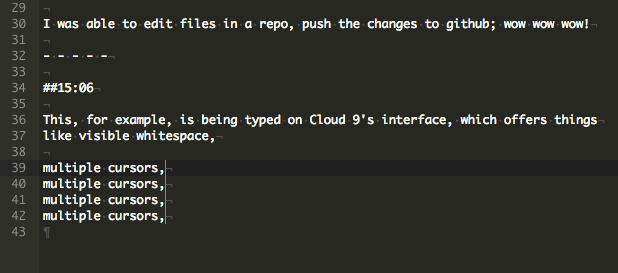 29
30 I was able to edit files in a repo, push the changes to github; wow wow wow!
31
32 - - - - -
33
34 ##15:06
35
36 This, for example, is being typed on Cloud 9's interface, which offers things
37 like visible whitespace,
38
39 multiple cursors,
40 multiple cursors,
41 multiple cursors,
42 multiple cursors,
43 ¶